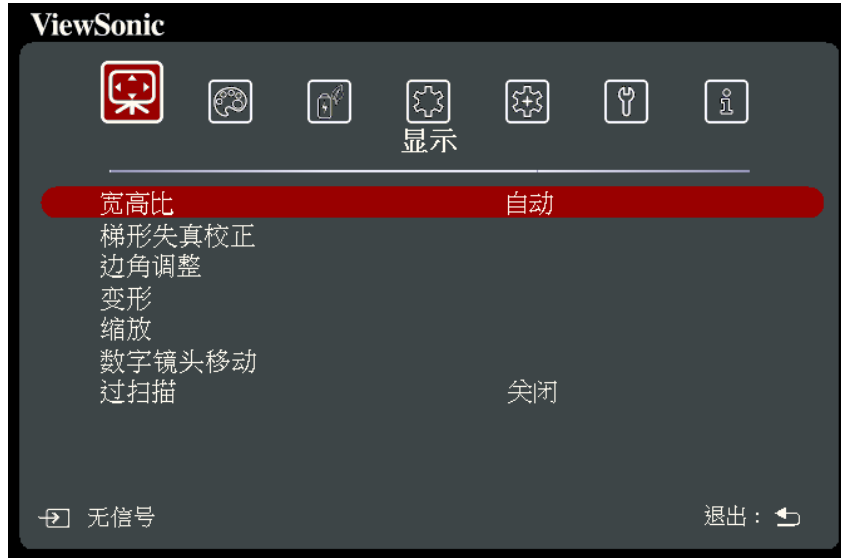 ViewSonic
显示
宽高比 自动
梯形失真校正
边角调整
变形
缩放
数字镜头移动
过扫描 关闭
无信号 退出：